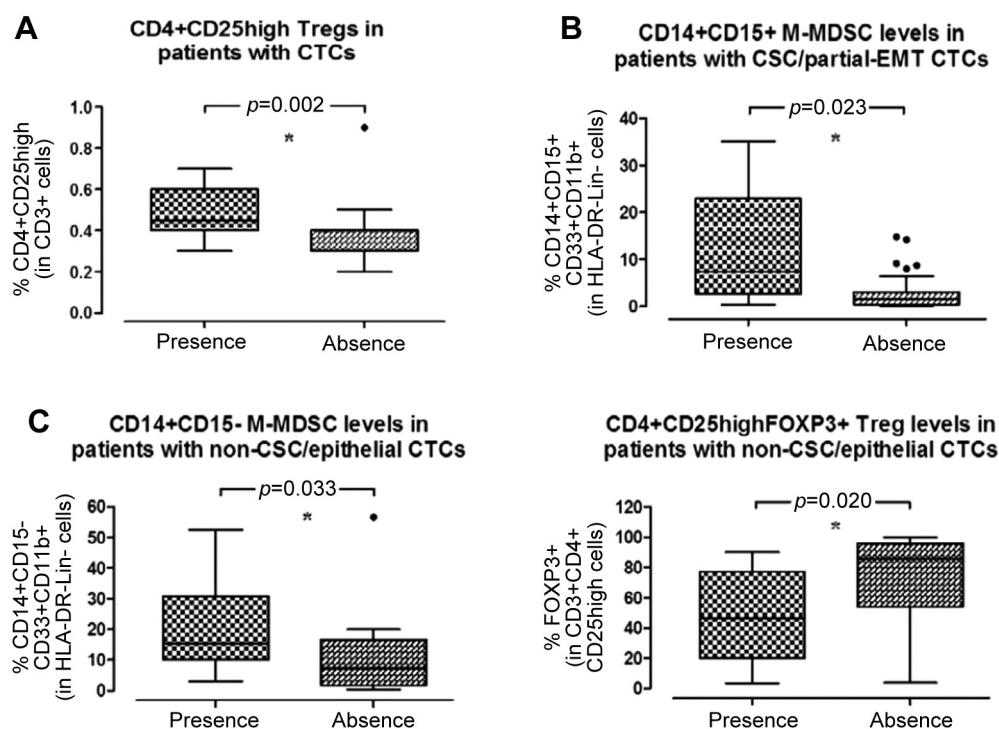 A
CD4+CD25high Tregs in
patients with CTCs
% CD4+CD25high
(in CD3+ cells)
1.0
0.8
0.6
0.4
0.2
0.0
p=0.002
*
Presence
Absence
B
CD14+CD15+ M-MDSC levels in
patients with CSC/partial-EMT CTCs
% CD14+CD15+
CD33+CD11b+
(in HLA-DR-Lin- cells)
40
30
20
10
0
p=0.023
*
Presence
Absence
C
CD14+CD15- M-MDSC levels in
patients with non-CSC/epithelial CTCs
% CD14+CD15-
CD33+CD11b+
(in HLA-DR-Lin- cells)
60
50
40
30
20
10
0
p=0.033
*
Presence
Absence
CD4+CD25highFOXP3+ Treg levels in
patients with non-CSC/epithelial CTCs
% FOXP3+
(in CD3+CD4+
CD25high cells)
120
100
80
60
40
20
0
p=0.020
*
Presence
Absence